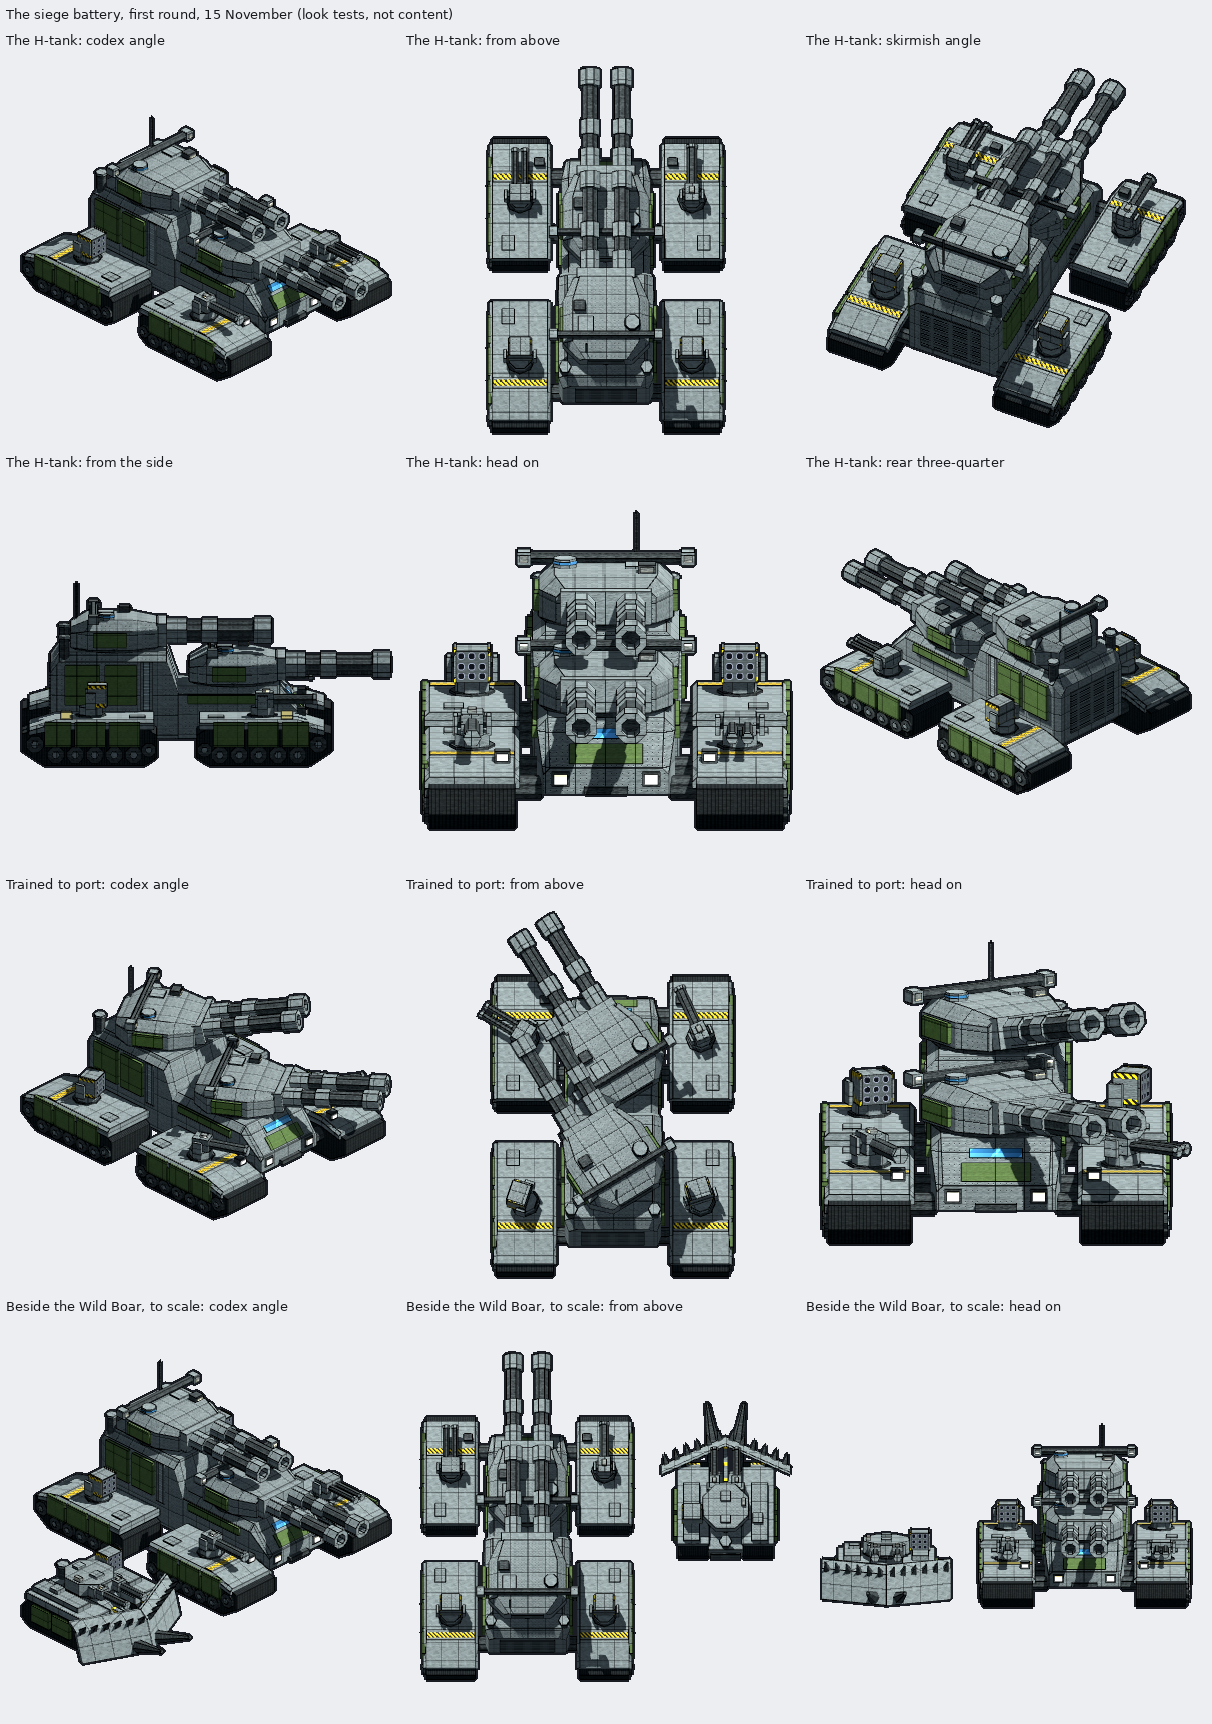 The siege battery, first round, 15 November (look tests, not content)
The H-tank: codex angle
The H-tank: from above
The H-tank: skirmish angle
The H-tank: from the side
The H-tank: head on
The H-tank: rear three-quarter
Trained to port: codex angle
Trained to port: from above
Trained to port: head on
Beside the Wild Boar, to scale: codex angle
Beside the Wild Boar, to scale: from above
Beside the Wild Boar, to scale: head on